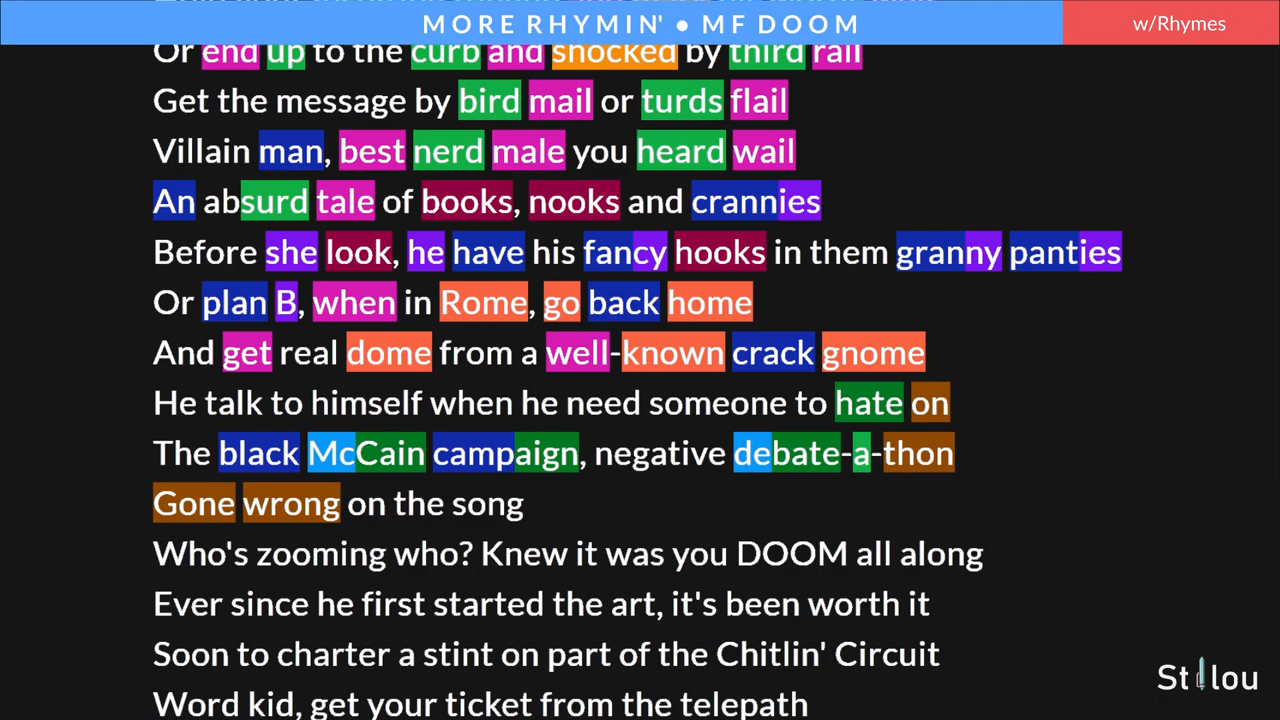 MORE RHYMIN' • MF DOOM
w/Rhymes
Or end up to the curb and shocked by third rail
Get the message by bird mail or turds flail
Villain man, best nerd male you heard wail
An absurd tale of books, nooks and crannies
Before she look, he have his fancy hooks in them granny panties
Or plan B, when in Rome, go back home
And get real dome from a well-known crack gnome
He talk to himself when he need someone to hate on
The black McCain campaign, negative debate-a-thon
Gone wrong on the song
Who's zooming who? Knew it was you DOOM all along
Ever since he first started the art, it's been worth it
Soon to charter a stint on part of the Chitlin' Circuit
Word kid, get your ticket from the telepath
Stilou